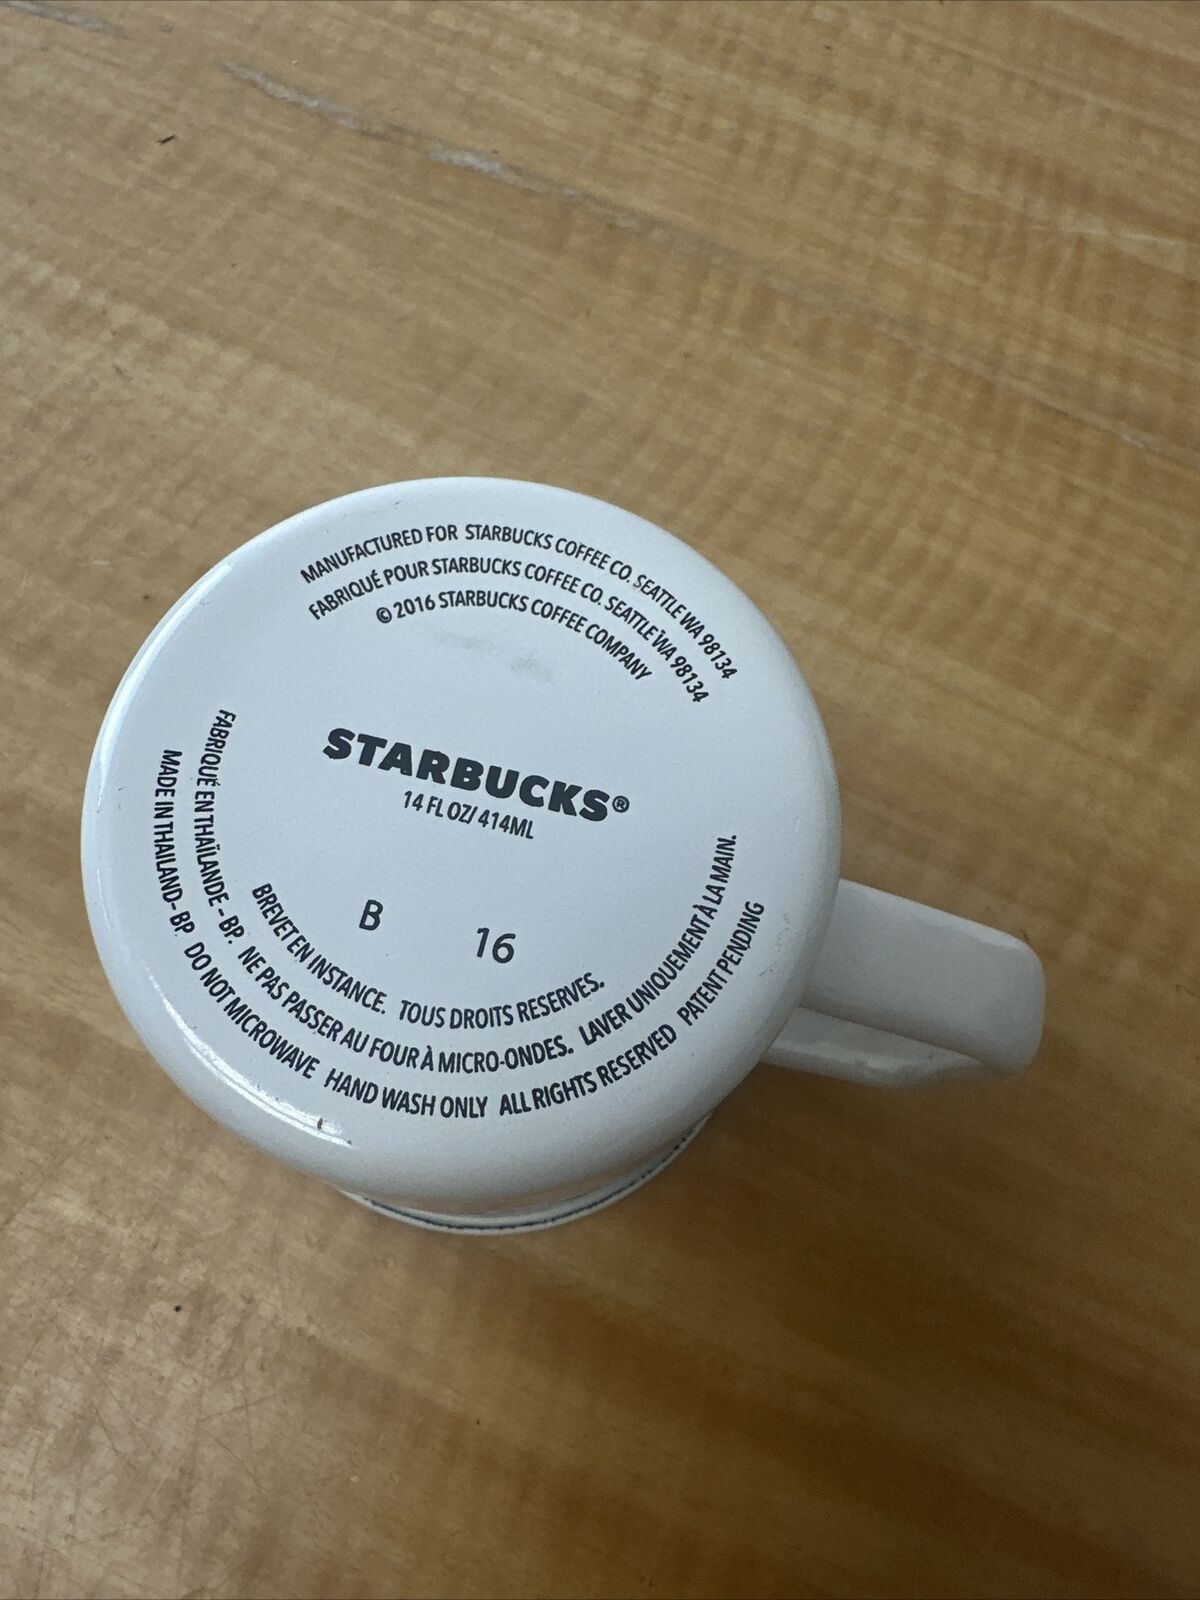 MANUFACTURED FOR STARBUCKS COFFEE CO. SEATTLE WA 98134
FABRIQUÉ POUR STARBUCKS COFFEE CO. SEATTLE WA 98134
© 2016 STARBUCKS COFFEE COMPANY
STARBUCKS®
14 FL OZ/ 414ML
B 16
BREVET EN INSTANCE. TOUS DROITS RESERVES.
FABRIQUÉ EN THAÏLANDE - BP. NE PAS PASSER AU FOUR À MICRO-ONDES. LAVER UNIQUEMENT À LA MAIN.
MADE IN THAILAND - BP DO NOT MICROWAVE HAND WASH ONLY ALL RIGHTS RESERVED PATENT PENDING